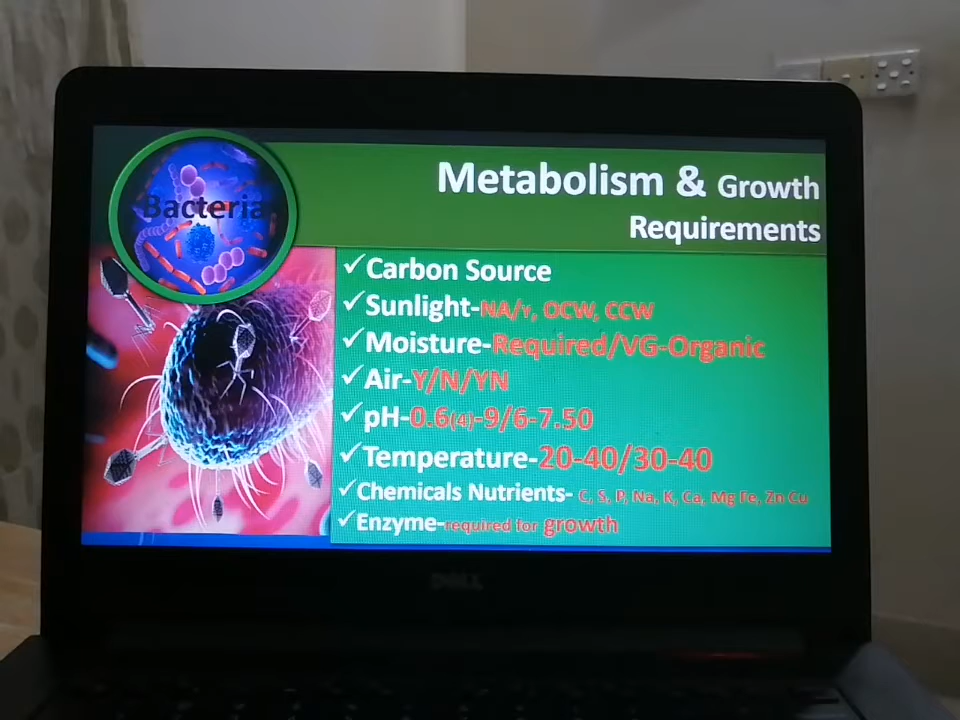 Bacteria
Metabolism & Growth
Requirements
✓Carbon Source
✓Sunlight-NA/Y, OCW, CCW
✓Moisture-Required/VG-Organic
✓Air-Y/N/YN
✓pH-0.6(4)-9/6-7.50
✓Temperature-20-40/30-40
✓Chemicals Nutrients- C, S, P, Na, K, Ca, Mg Fe, Zn Cu
✓Enzyme-required for growth
DELL